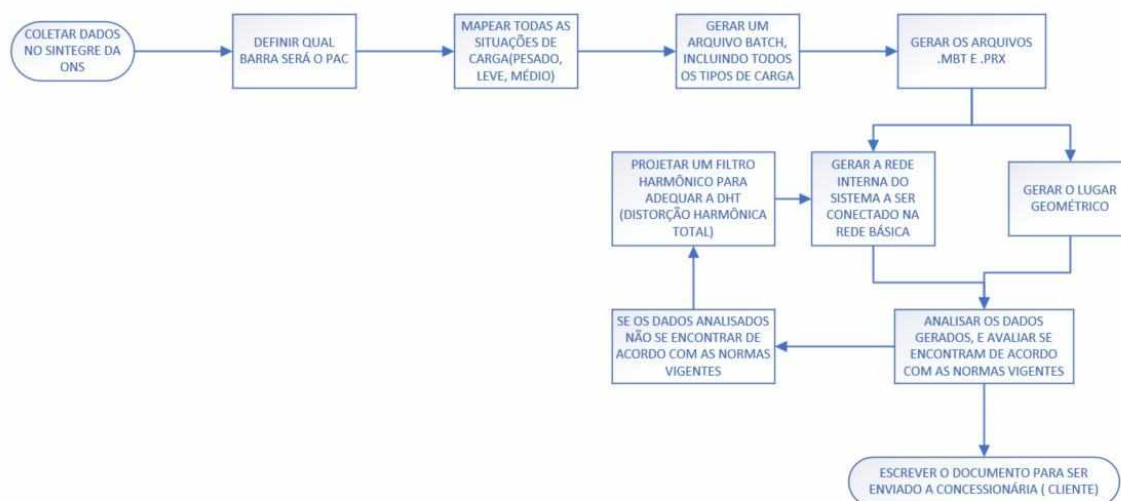 COLETAR DADOS
NO SINTEGRE DA
ONS
DEFINIR QUAL
BARRA SERÁ O PAC
MAPEAR TODAS AS
SITUAÇÕES DE
CARGA(PESADO,
LEVE, MÉDIO)
GERAR UM
ARQUIVO BATCH,
INCLUINDO TODOS
OS TIPOS DE CARGA
GERAR OS ARQUIVOS
.MBT E .PRX
PROJETAR UM FILTRO
HARMÔNICO PARA
ADEQUAR A DHT
(DISTORÇÃO HARMÔNICA
TOTAL)
GERAR A REDE
INTERNA DO
SISTEMA A SER
CONECTADO NA
REDE BÁSICA
GERAR O LUGAR
GEOMÉTRICO
SE OS DADOS ANALISADOS
NÃO SE ENCONTRAR DE
ACORDO COM AS NORMAS
VIGENTES
ANALISAR OS DADOS
GERADOS, E AVALIAR SE
ENCONTRAM DE ACORDO
COM AS NORMAS VIGENTES
ESCREVER O DOCUMENTO PARA SER
ENVIADO A CONCESSIONÁRIA ( CLIENTE)